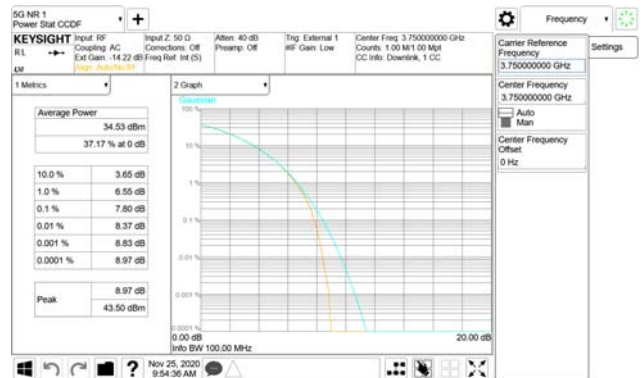 5G NR 1
Power Stat CCDF
Frequency
KEYSIGHT
RL
Input: RF
Coupling: AC
Ext Gain: -14.22 dB
Align: Auto/No RF
Input Z: 50 Ω
Corrections: Off
Freq Ref: Int (S)
Atten: 40 dB
Preamp: Off
Trig: External 1
#IF Gain: Low
Center Freq: 3.750000000 GHz
Counts: 1.00 M/1.00 Mpt
CC Info: Downlink, 1 CC
Carrier Reference
Frequency
3.750000000 GHz
Center Frequency
3.750000000 GHz
Auto
Man
Center Frequency
Offset
0 Hz
Settings
1 Metrics
Average Power
34.53 dBm
37.17 % at 0 dB
10.0 % 3.65 dB
1.0 % 6.55 dB
0.1 % 7.80 dB
0.01 % 8.37 dB
0.001 % 8.83 dB
0.0001 % 8.97 dB
Peak
8.97 dB
43.50 dBm
2 Graph
Gaussian
100 %
10 %
1 %
0.1 %
0.01 %
0.001 %
0.0001 %
0.00 dB
20.00 dB
Info BW 100.00 MHz
?
Nov 25, 2020
9:54:36 AM